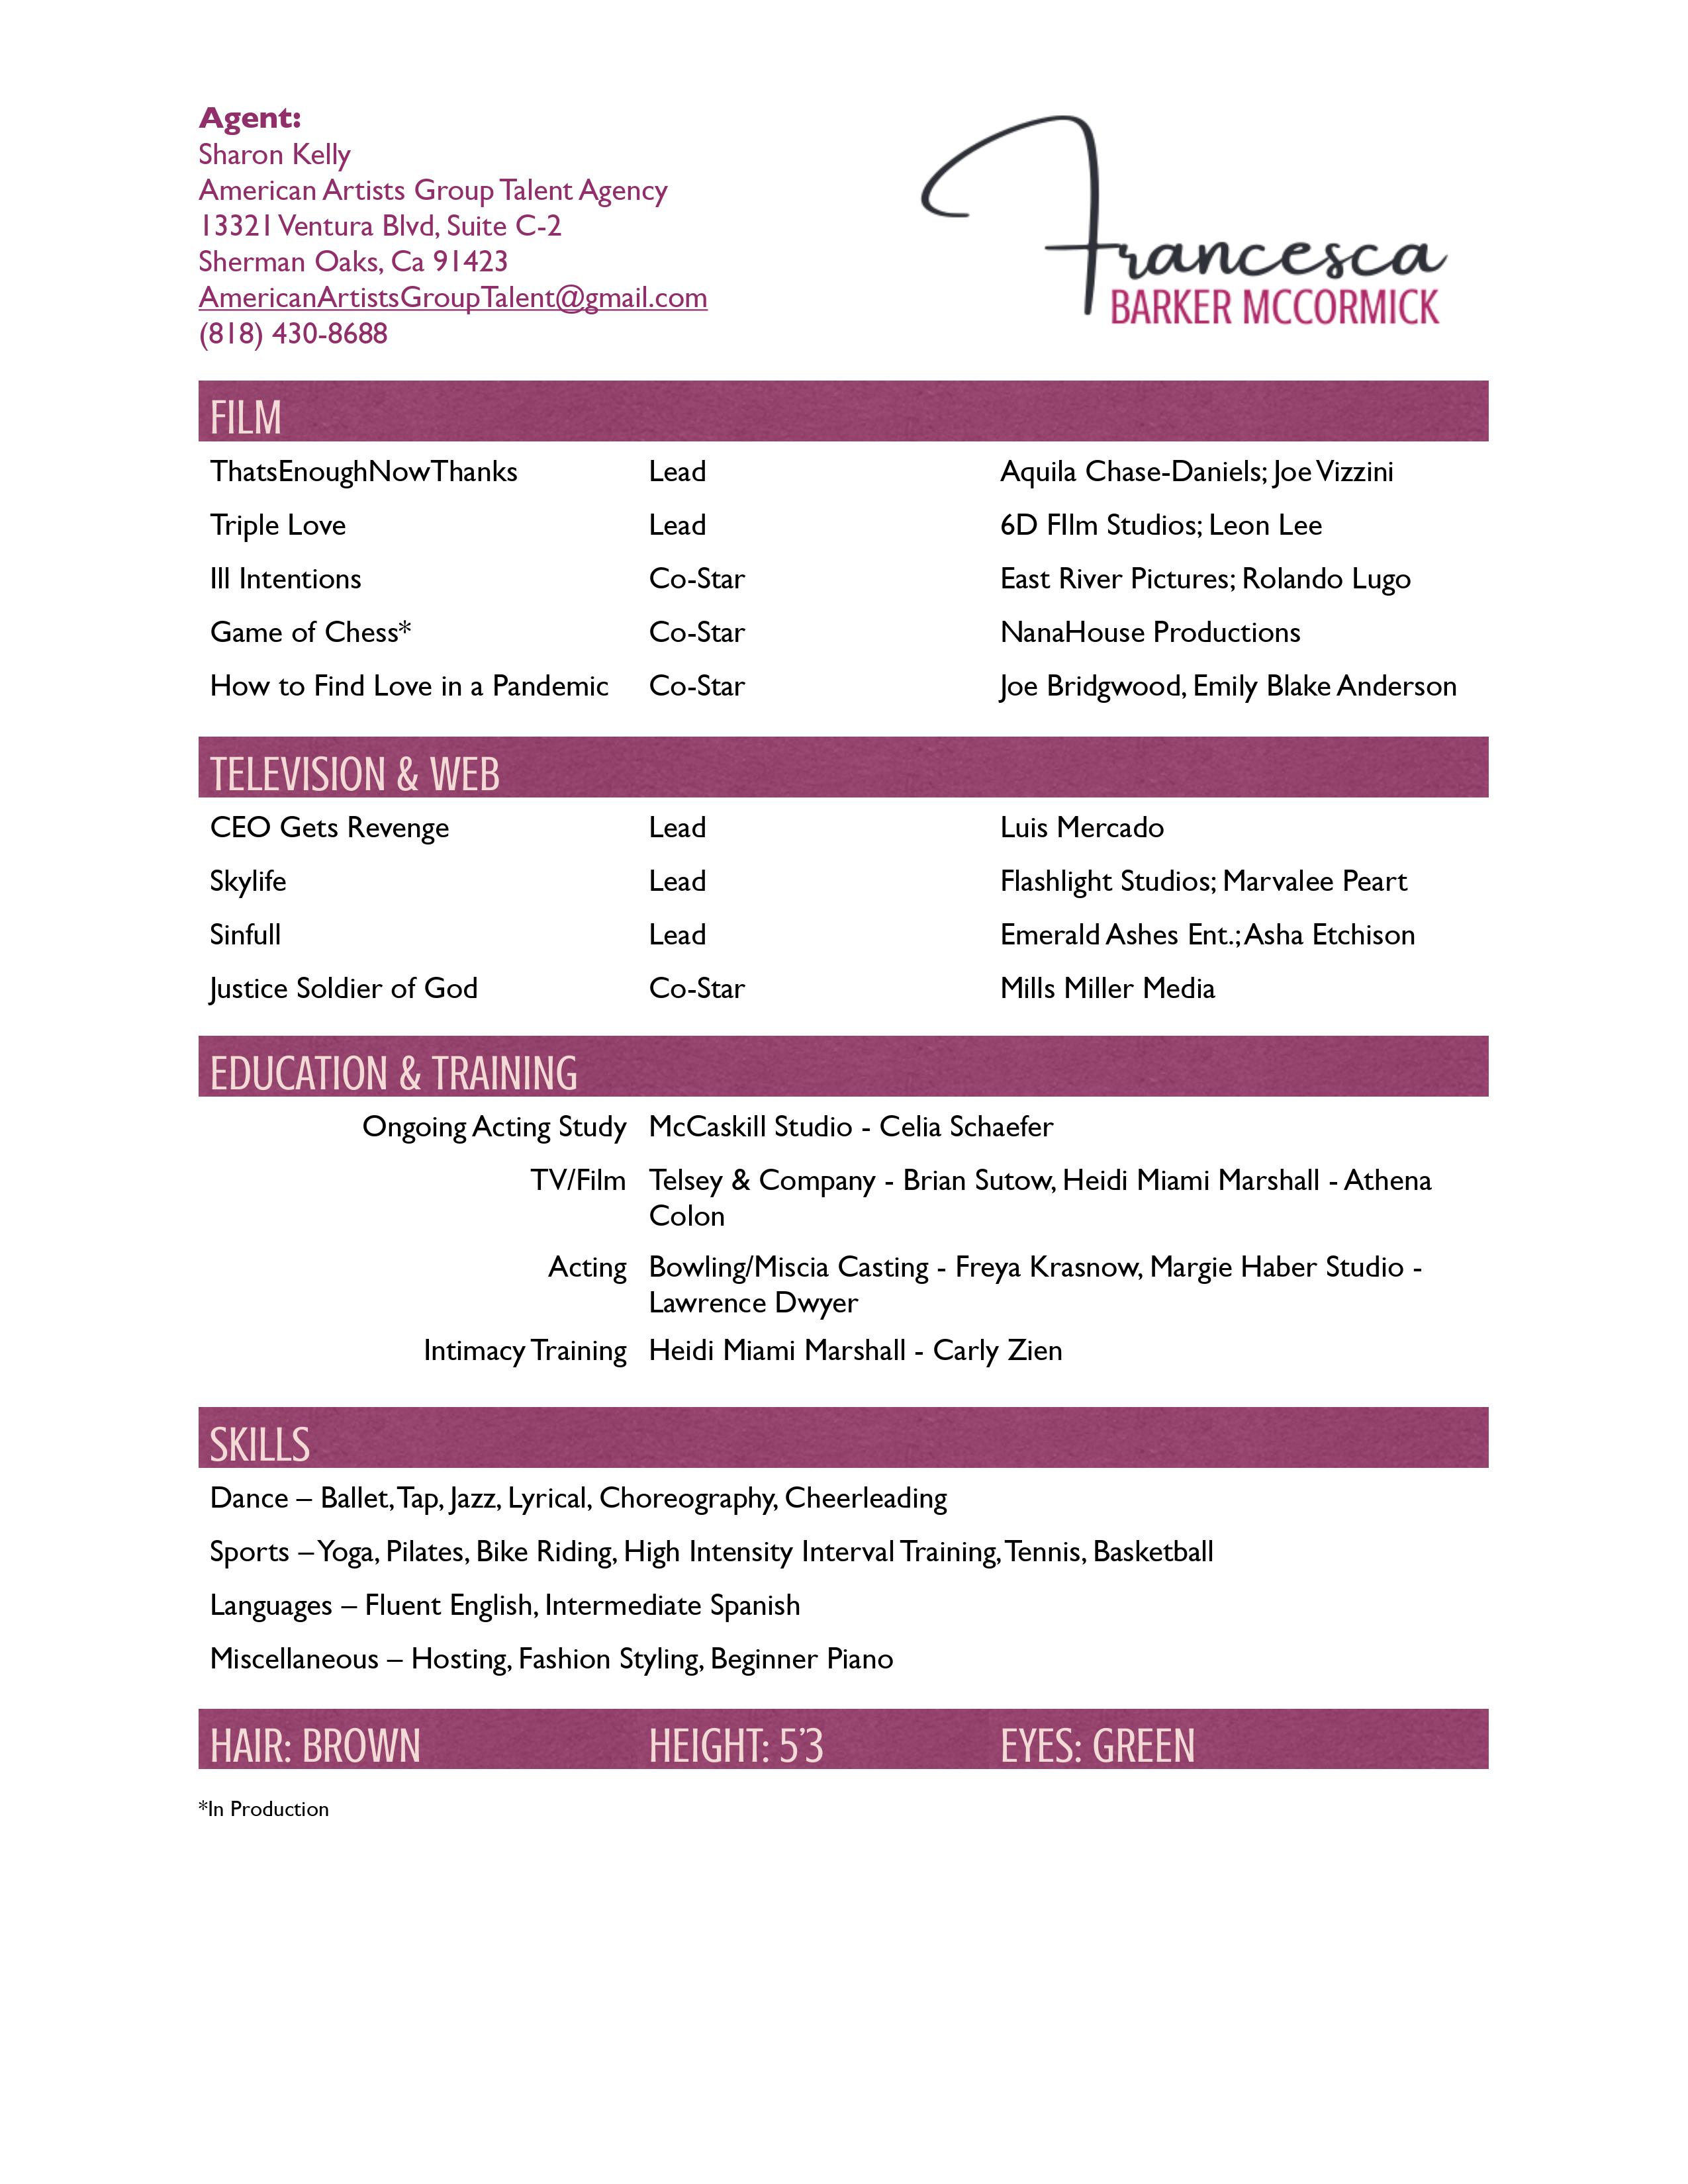 Agent:
Sharon Kelly
American Artists Group Talent Agency
13321 Ventura Blvd, Suite C-2
Sherman Oaks, Ca 91423
AmericanArtistsGroupTalent@gmail.com
(818) 430-8688
Francesca
BARKER MCCORMICK
FILM
ThatsEnoughNowThanks Lead Aquila Chase-Daniels; Joe Vizzini
Triple Love Lead 6D FIlm Studios; Leon Lee
Ill Intentions Co-Star East River Pictures; Rolando Lugo
Game of Chess* Co-Star NanaHouse Productions
How to Find Love in a Pandemic Co-Star Joe Bridgwood, Emily Blake Anderson
TELEVISION & WEB
CEO Gets Revenge Lead Luis Mercado
Skylife Lead Flashlight Studios; Marvalee Peart
Sinfull Lead Emerald Ashes Ent.; Asha Etchison
Justice Soldier of God Co-Star Mills Miller Media
EDUCATION & TRAINING
Ongoing Acting Study McCaskill Studio - Celia Schaefer
TV/Film Telsey & Company - Brian Sutow, Heidi Miami Marshall - Athena
Colon
Acting Bowling/Miscia Casting - Freya Krasnow, Margie Haber Studio -
Lawrence Dwyer
Intimacy Training Heidi Miami Marshall - Carly Zien
SKILLS
Dance – Ballet, Tap, Jazz, Lyrical, Choreography, Cheerleading
Sports – Yoga, Pilates, Bike Riding, High Intensity Interval Training, Tennis, Basketball
Languages – Fluent English, Intermediate Spanish
Miscellaneous – Hosting, Fashion Styling, Beginner Piano
HAIR: BROWN HEIGHT: 5’3 EYES: GREEN
*In Production